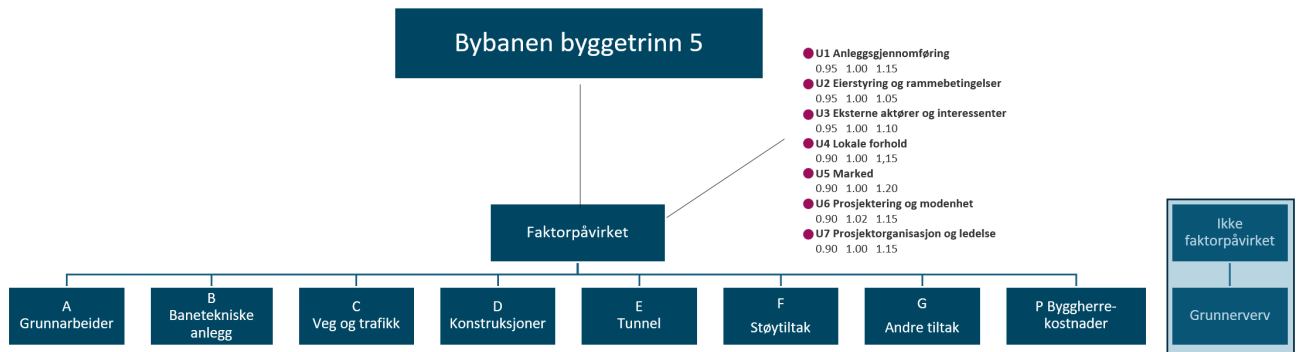 Bybanen byggetrinn 5
U1 Anleggsgjennomføring
0.95 1.00 1.15
U2 Eierstyring og rammebetingelser
0.95 1.00 1.05
U3 Eksterne aktører og interessenter
0.95 1.00 1.10
U4 Lokale forhold
0.90 1.00 1,15
U5 Marked
0.90 1.00 1.20
U6 Prosjektering og modenhet
0.90 1.02 1.15
U7 Prosjektorganisasjon og ledelse
0.90 1.00 1.15
Faktorpåvirket
Ikke
faktorpåvirket
A
Grunnarbeider
B
Banetekniske
anlegg
C
Veg og trafikk
D
Konstruksjoner
E
Tunnel
F
Støytiltak
G
Andre tiltak
P Byggherre-
kostnader
Grunnerverv